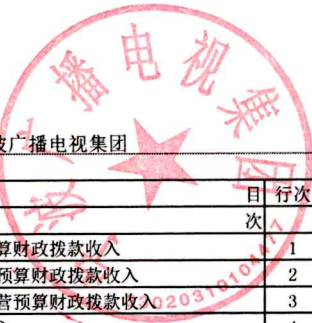 波广播电视集团
广播电视集团
目 行次
次
算财政拨款收入 1
预算财政拨款收入 2
营预算财政拨款收入 3